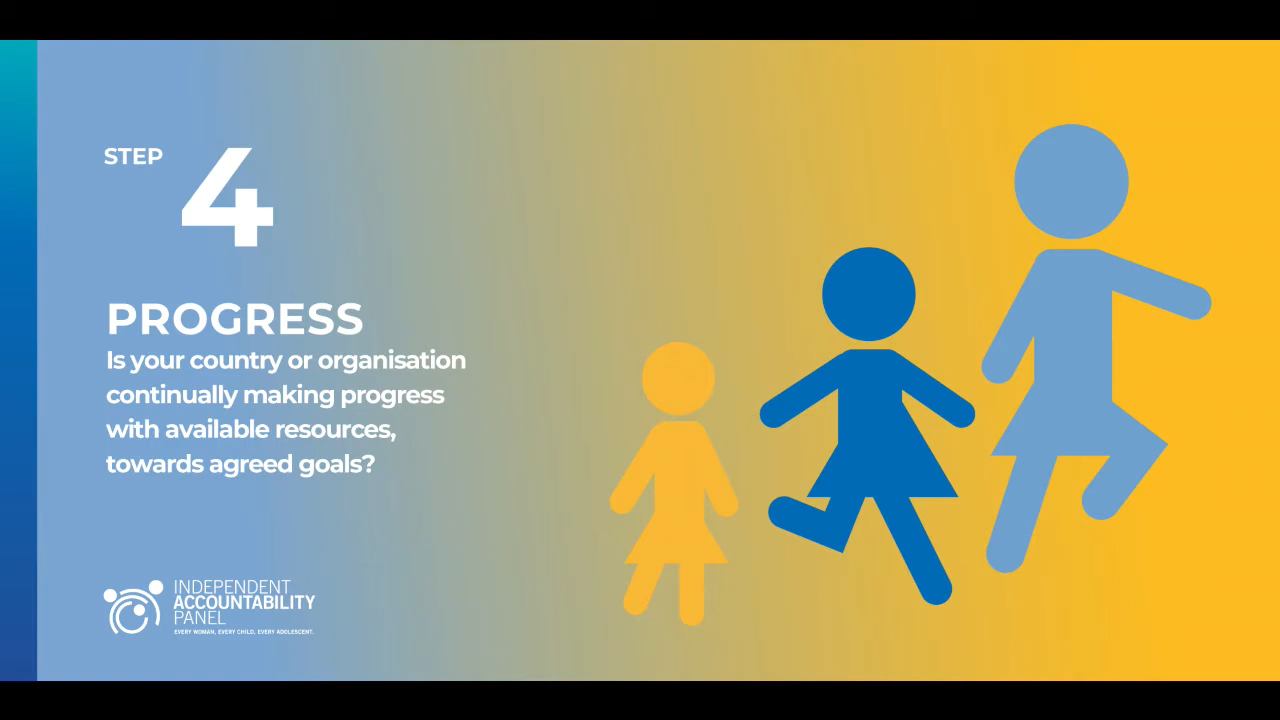 STEP
4
PROGRESS
Is your country or organisation
continually making progress
with available resources,
towards agreed goals?
INDEPENDENT
ACCOUNTABILITY
PANEL
EVERY WOMAN, EVERY CHILD, EVERY ADOLESCENT.